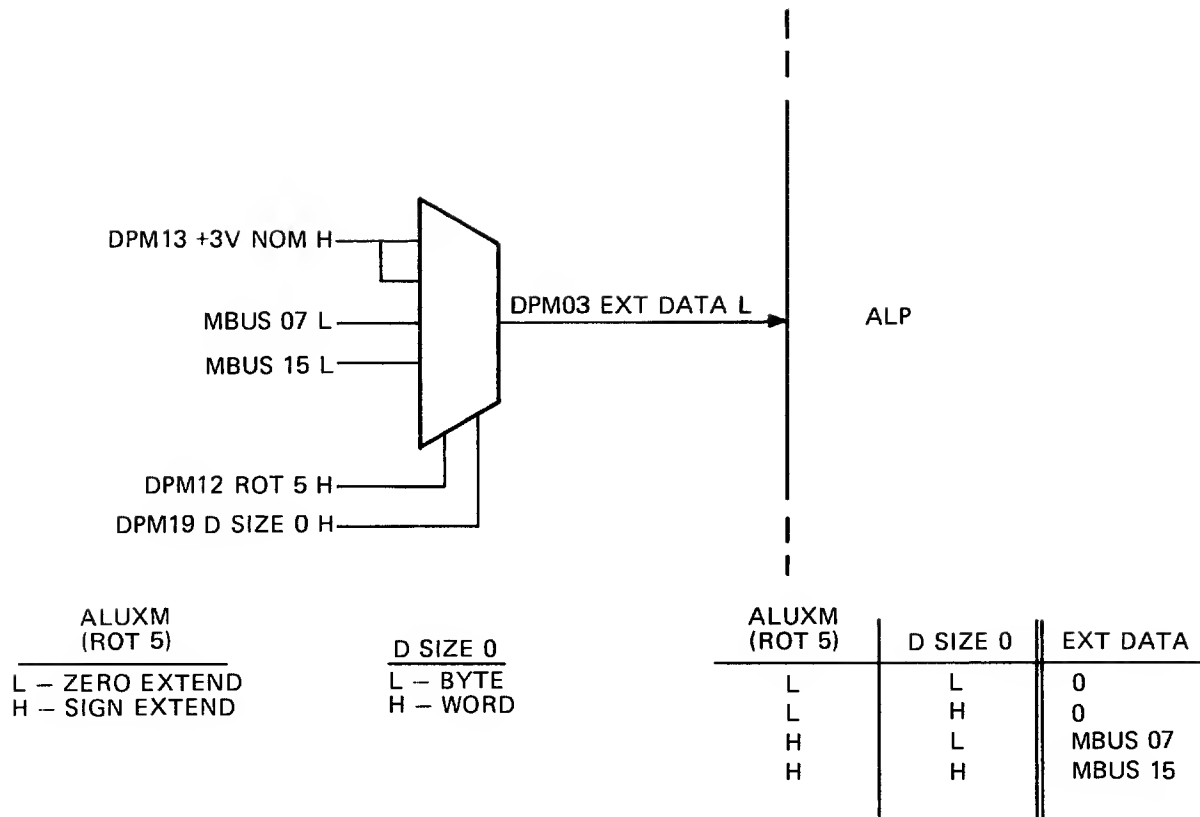 DPM13 +3V NOM H
MBUS 07 L
MBUS 15 L
DPM12 ROT 5 H
DPM19 D SIZE 0 H
DPM03 EXT DATA L
ALP
ALUXM
(ROT 5)
L – ZERO EXTEND
H – SIGN EXTEND
D SIZE 0
L – BYTE
H – WORD
ALUXM
(ROT 5) D SIZE 0 EXT DATA
L L 0
L H 0
H L MBUS 07
H H MBUS 15